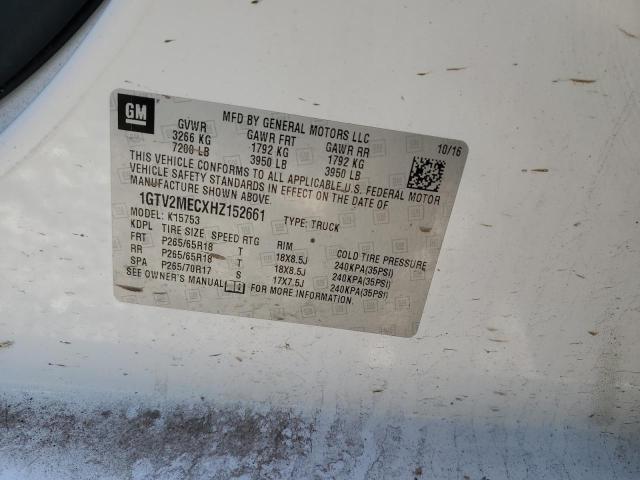 GM
MFD BY GENERAL MOTORS LLC
10/16
GVWR GAWR FRT GAWR RR
3266 KG 1792 KG 1792 KG
7200 LB 3950 LB 3950 LB
THIS VEHICLE CONFORMS TO ALL APPLICABLE U.S. FEDERAL MOTOR
VEHICLE SAFETY STANDARDS IN EFFECT ON THE DATE OF
MANUFACTURE SHOWN ABOVE.
1GTV2MECXHZ152661 TYPE: TRUCK
MODEL: K15753
KDPL TIRE SIZE SPEED RTG RIM COLD TIRE PRESSURE
FRT P265/65R18 T 18X8.5J 240KPA(35PSI)
RR P265/65R18 T 18X8.5J 240KPA(35PSI)
SPA P265/70R17 S 17X7.5J 240KPA(35PSI)
SEE OWNER'S MANUAL FOR MORE INFORMATION.